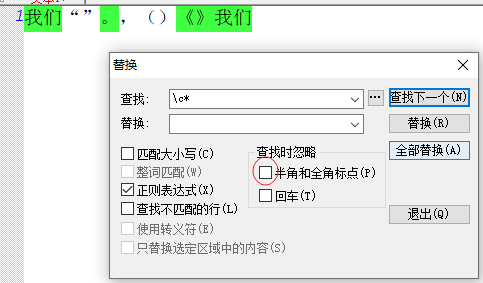 1我们“”。，（）《》我们
替换
查找： \c* ... 查找下一个(N)
替换： 替换(R)
全部替换(A)
查找时忽略
匹配大小写(C)
半角和全角标点(P)
整词匹配(W)
正则表达式(X)
回车(T)
查找不匹配的行(L)
退出(Q)
使用转义符(E)
只替换选定区域中的内容(S)